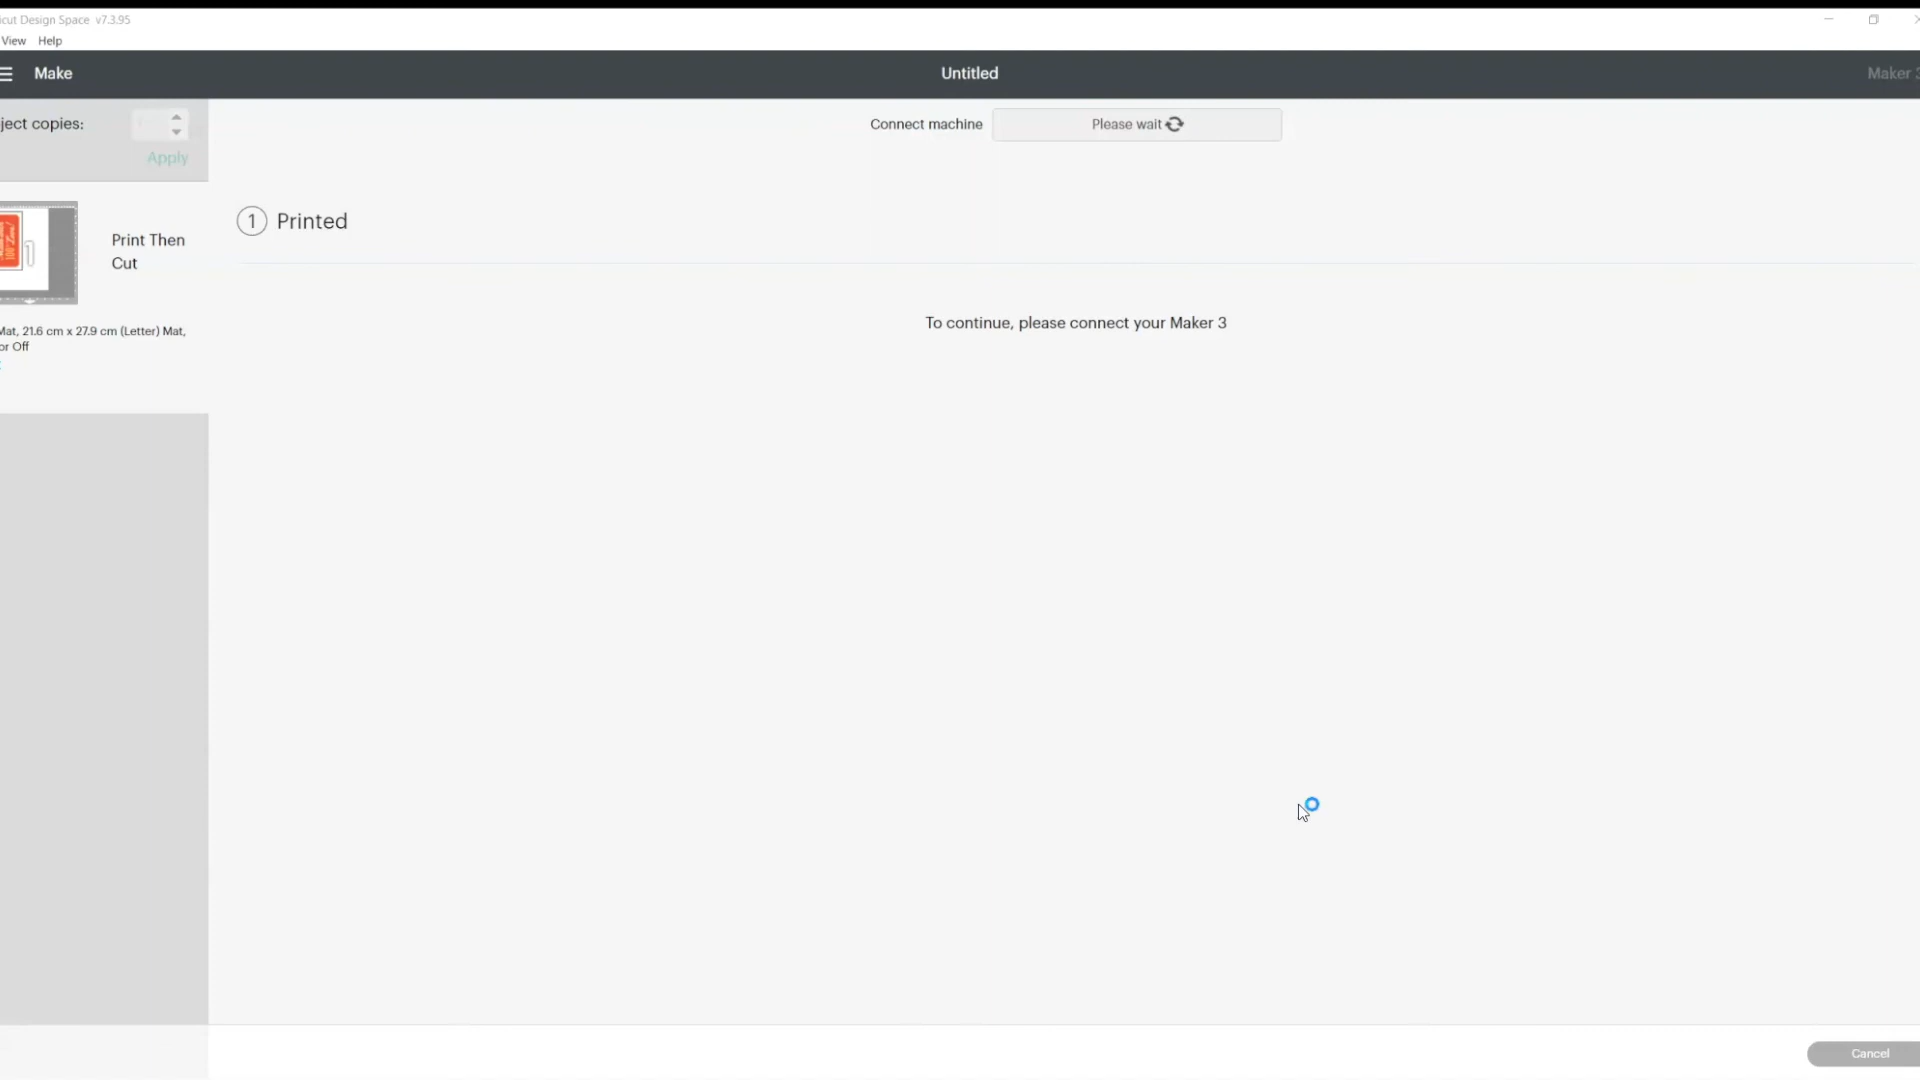 icut Design Space v7.3.95
View Help
Make
Untitled
Maker 3
ject copies:
Connect machine
Please wait
Apply
1 Printed
Print Then
Cut
To continue, please connect your Maker 3
Mat, 21.6 cm x 27.9 cm (Letter) Mat,
or Off
Cancel